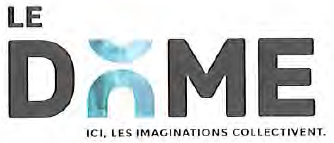 LE
DÔME
ICI, LES IMAGINATIONS COLLECTIVENT.